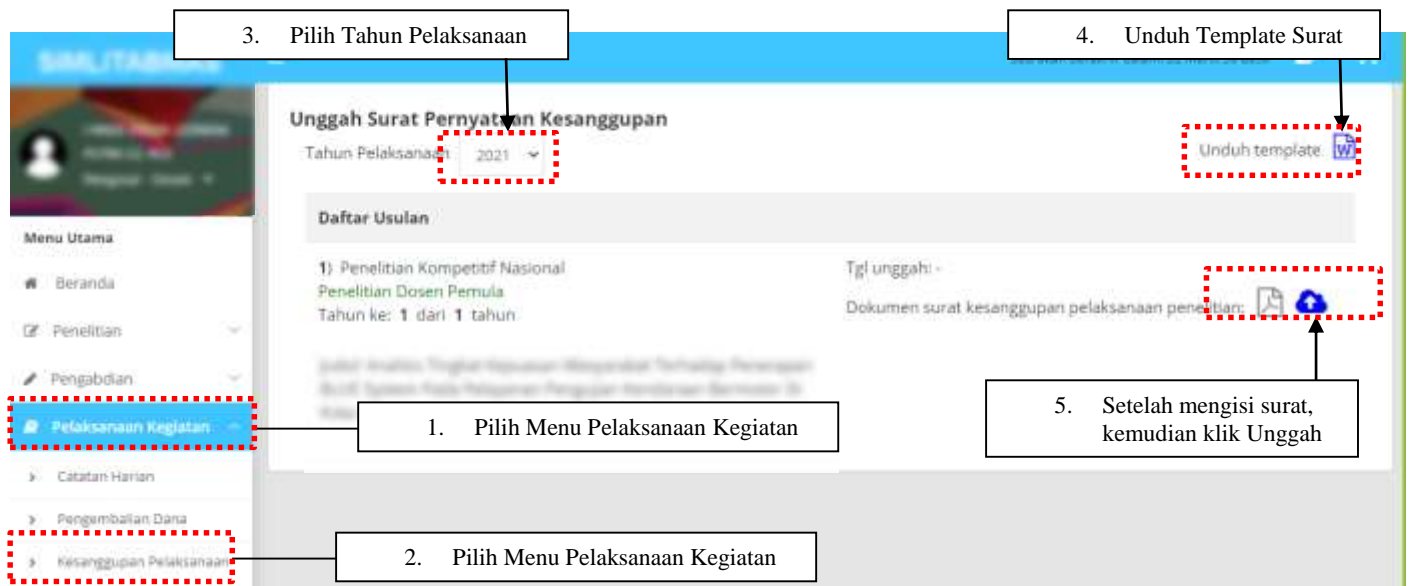 3. Pilih Tahun Pelaksanaan
4. Unduh Template Surat
Unggah Surat Pernyataan Kesanggupan
Tahun Pelaksanaan 2021
Unduh template
Daftar Usulan
1) Penelitian Kompetitif Nasional
Penelitian Dosen Pemula
Tahun ke: 1 dari 1 tahun
Tgl unggah: -
Dokumen surat kesanggupan pelaksanaan penelitian:
Menu Utama
Beranda
Penelitian
Pengabdian
Pelaksanaan Kegiatan
Catatan Harian
Pengembalian Dana
Kesanggupan Pelaksanaan
1. Pilih Menu Pelaksanaan Kegiatan
5. Setelah mengisi surat,
kemudian klik Unggah
2. Pilih Menu Pelaksanaan Kegiatan